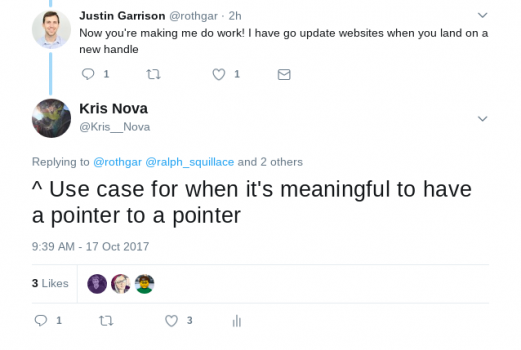 Justin Garrison @rothgar · 2h
Now you're making me do work! I have go update websites when you land on a
new handle
1 1
Kris Nova
@Kris__Nova
Replying to @rothgar @ralph_squillace and 2 others
^ Use case for when it's meaningful to have
a pointer to a pointer
9:39 AM - 17 Oct 2017
3 Likes
1 3